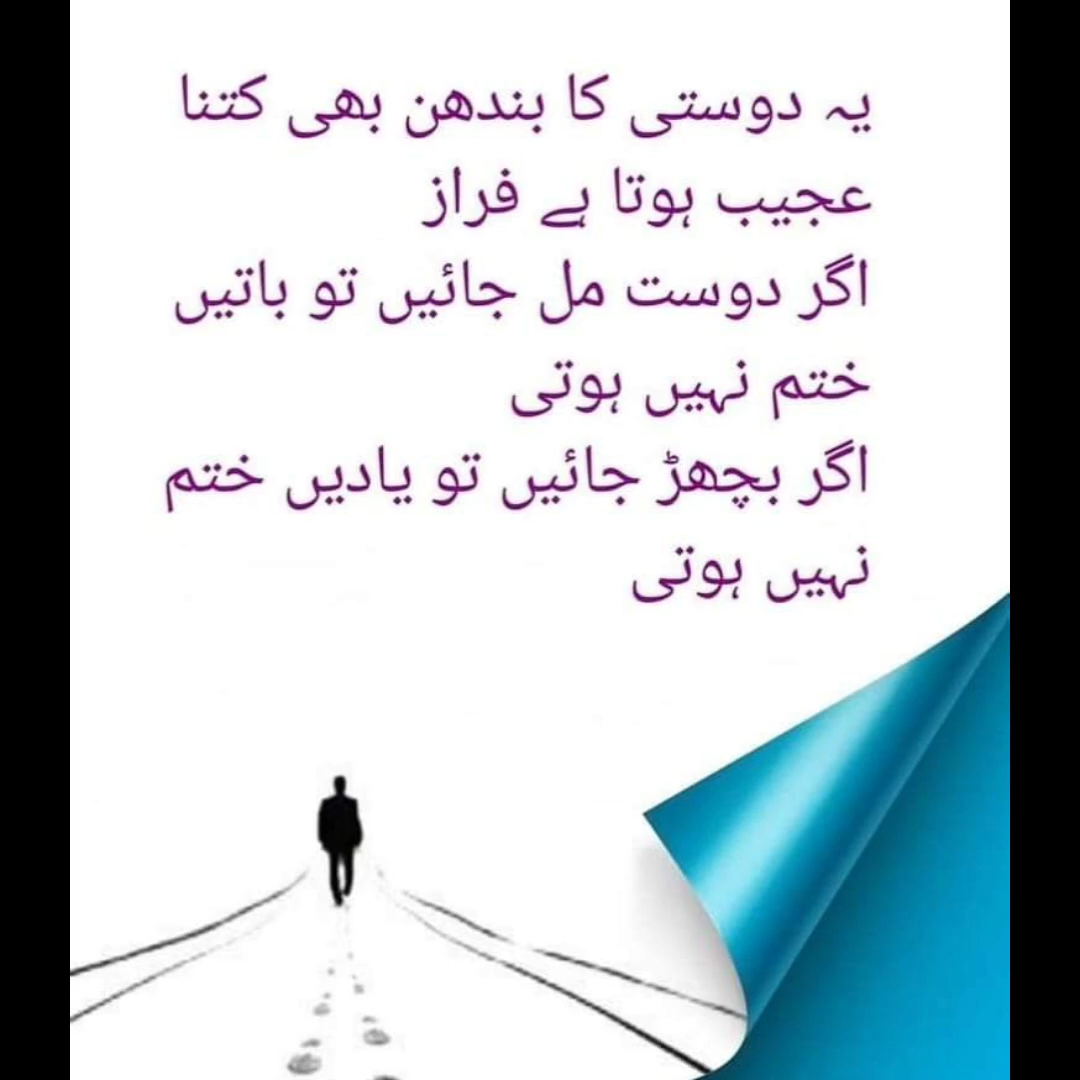 یہ دوستی کا بندھن بھی کتنا
عجیب ہوتا ہے فراز
اگر دوست مل جائیں تو باتیں
ختم نہیں ہوتی
اگر بچھڑ جائیں تو یادیں ختم
نہیں ہوتی